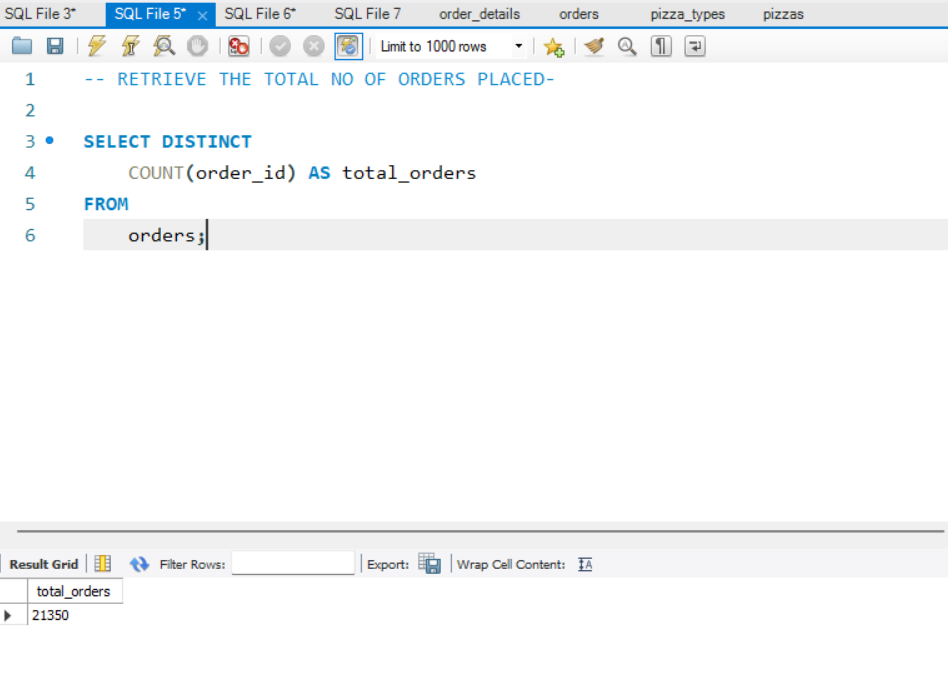 SQL File 3* SQL File 5* SQL File 6* SQL File 7 order_details orders pizza_types pizzas
Limit to 1000 rows
1 -- RETRIEVE THE TOTAL NO OF ORDERS PLACED-
2
3 SELECT DISTINCT
4 COUNT(order_id) AS total_orders
5 FROM
6 orders;
Result Grid Filter Rows: Export: Wrap Cell Content:
total_orders
21350